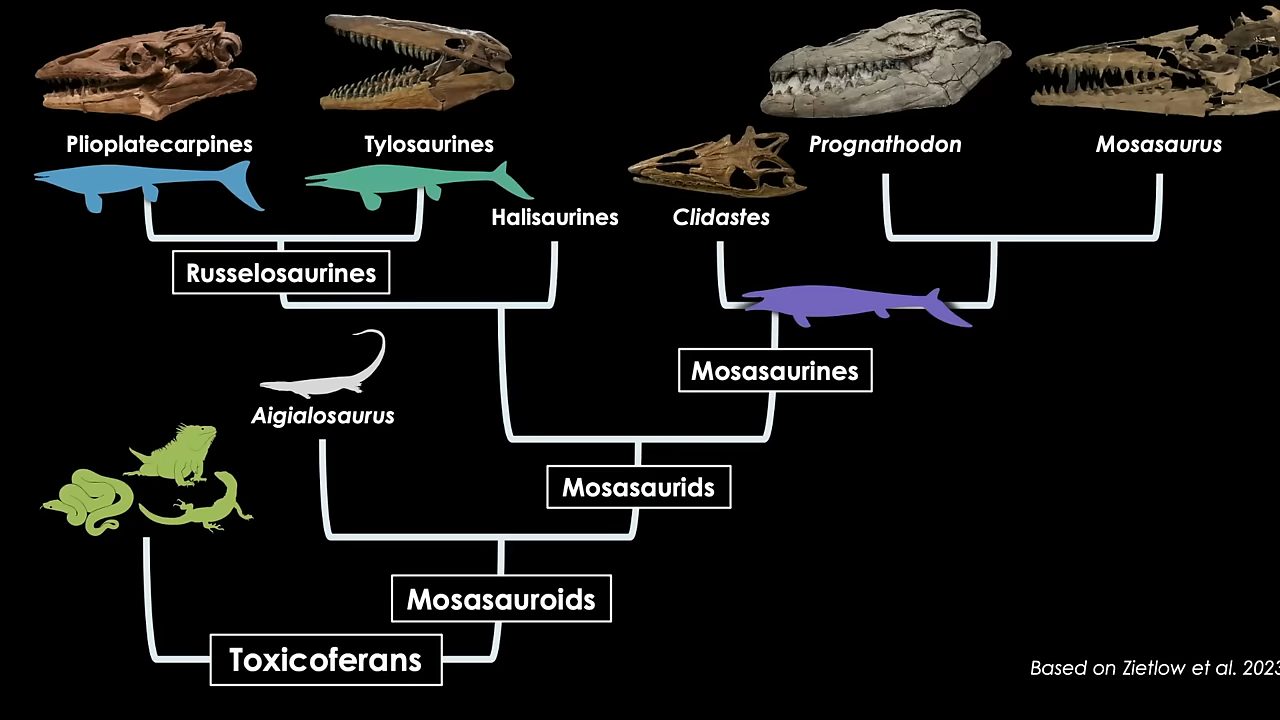 Plioplatecarpines
Tylosaurines
Prognathodon
Mosasaurus
Halisaurines
Clidastes
Russelosaurines
Mosasaurines
Aigialosaurus
Mosasaurids
Mosasauroids
Toxicoferans
Based on Zietlow et al. 2023